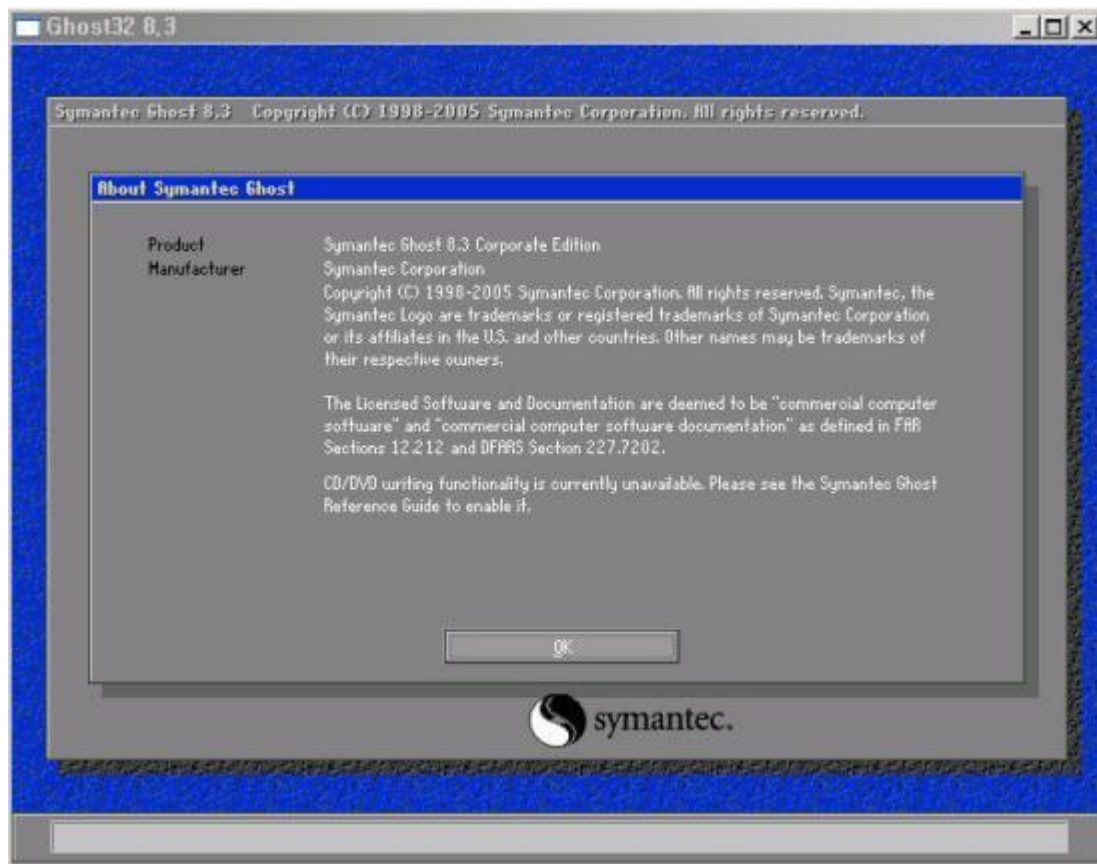 Ghost32 8.3
Symantec Ghost 8.3 Copyright (C) 1998-2005 Symantec Corporation. All rights reserved.
About Symantec Ghost
Product Symantec Ghost 8.3 Corporate Edition
Manufacturer Symantec Corporation
Copyright (C) 1998-2005 Symantec Corporation. All rights reserved. Symantec, the
Symantec Logo are trademarks or registered trademarks of Symantec Corporation
or its affiliates in the U.S. and other countries. Other names may be trademarks of
their respective owners.
The Licensed Software and Documentation are deemed to be "commercial computer
software" and "commercial computer software documentation" as defined in FAR
Sections 12.212 and DFARS Section 227.7202.
CD/DVD writing functionality is currently unavailable. Please see the Symantec Ghost
Reference Guide to enable it.
OK
symantec.